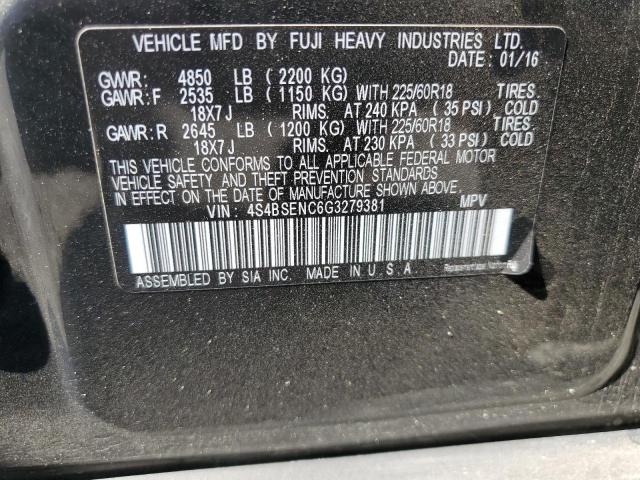 VEHICLE MFD BY FUJI HEAVY INDUSTRIES LTD.
DATE: 01/16
GVWR: 4850 LB (2200 KG)
GAWR: F 2535 LB (1150 KG) WITH 225/60R18 TIRES.
18X7J RIMS. AT 240 KPA (35 PSI) COLD
GAWR: R 2645 LB (1200 KG) WITH 225/60R18 TIRES.
18X7J RIMS. AT 230 KPA (33 PSI) COLD
THIS VEHICLE CONFORMS TO ALL APPLICABLE FEDERAL MOTOR
VEHICLE SAFETY AND THEFT PREVENTION STANDARDS
IN EFFECT ON THE DATE OF MANUFACTURE SHOWN ABOVE.
VIN: 4S4BSENC6G3279381 MPV
ASSEMBLED BY SIA INC. MADE IN U.S.A